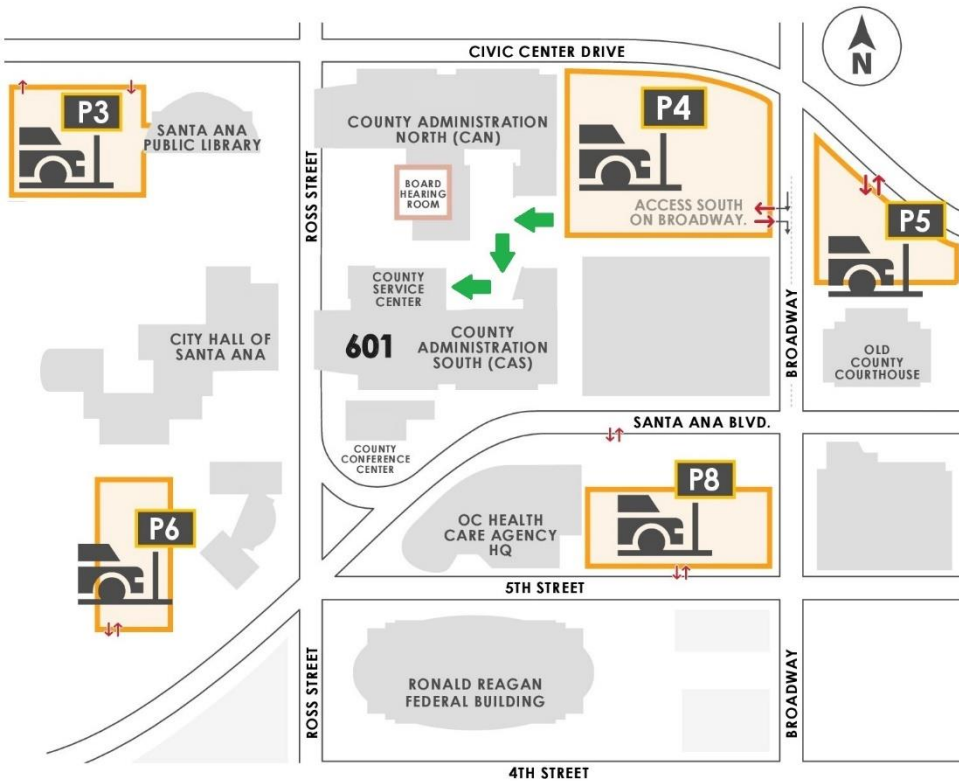 CIVIC CENTER DRIVE
N
P3
SANTA ANA
PUBLIC LIBRARY
ROSS STREET
COUNTY ADMINISTRATION
NORTH (CAN)
BOARD
HEARING
ROOM
P4
ACCESS SOUTH
ON BROADWAY.
P5
COUNTY
SERVICE
CENTER
BROADWAY
CITY HALL OF
SANTA ANA
601
COUNTY
ADMINISTRATION
SOUTH (CAS)
OLD
COUNTY
COURTHOUSE
SANTA ANA BLVD.
COUNTY
CONFERENCE
CENTER
P8
P6
OC HEALTH
CARE AGENCY
HQ
5TH STREET
ROSS STREET
RONALD REAGAN
FEDERAL BUILDING
BROADWAY
4TH STREET